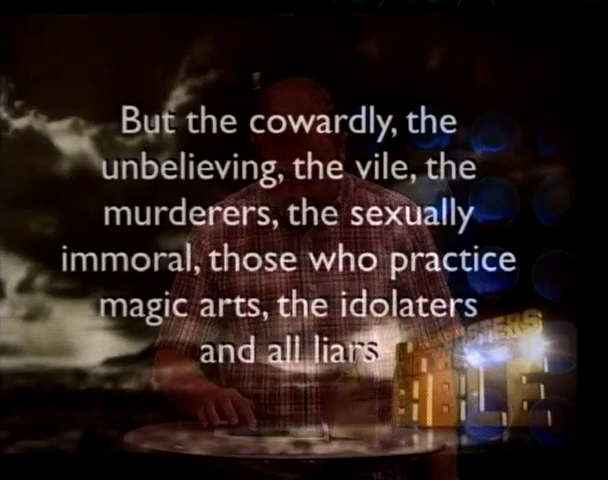 But the cowardly, the
unbelieving, the vile, the
murderers, the sexually
immoral, those who practice
magic arts, the idolaters
and all liars
BIBLE